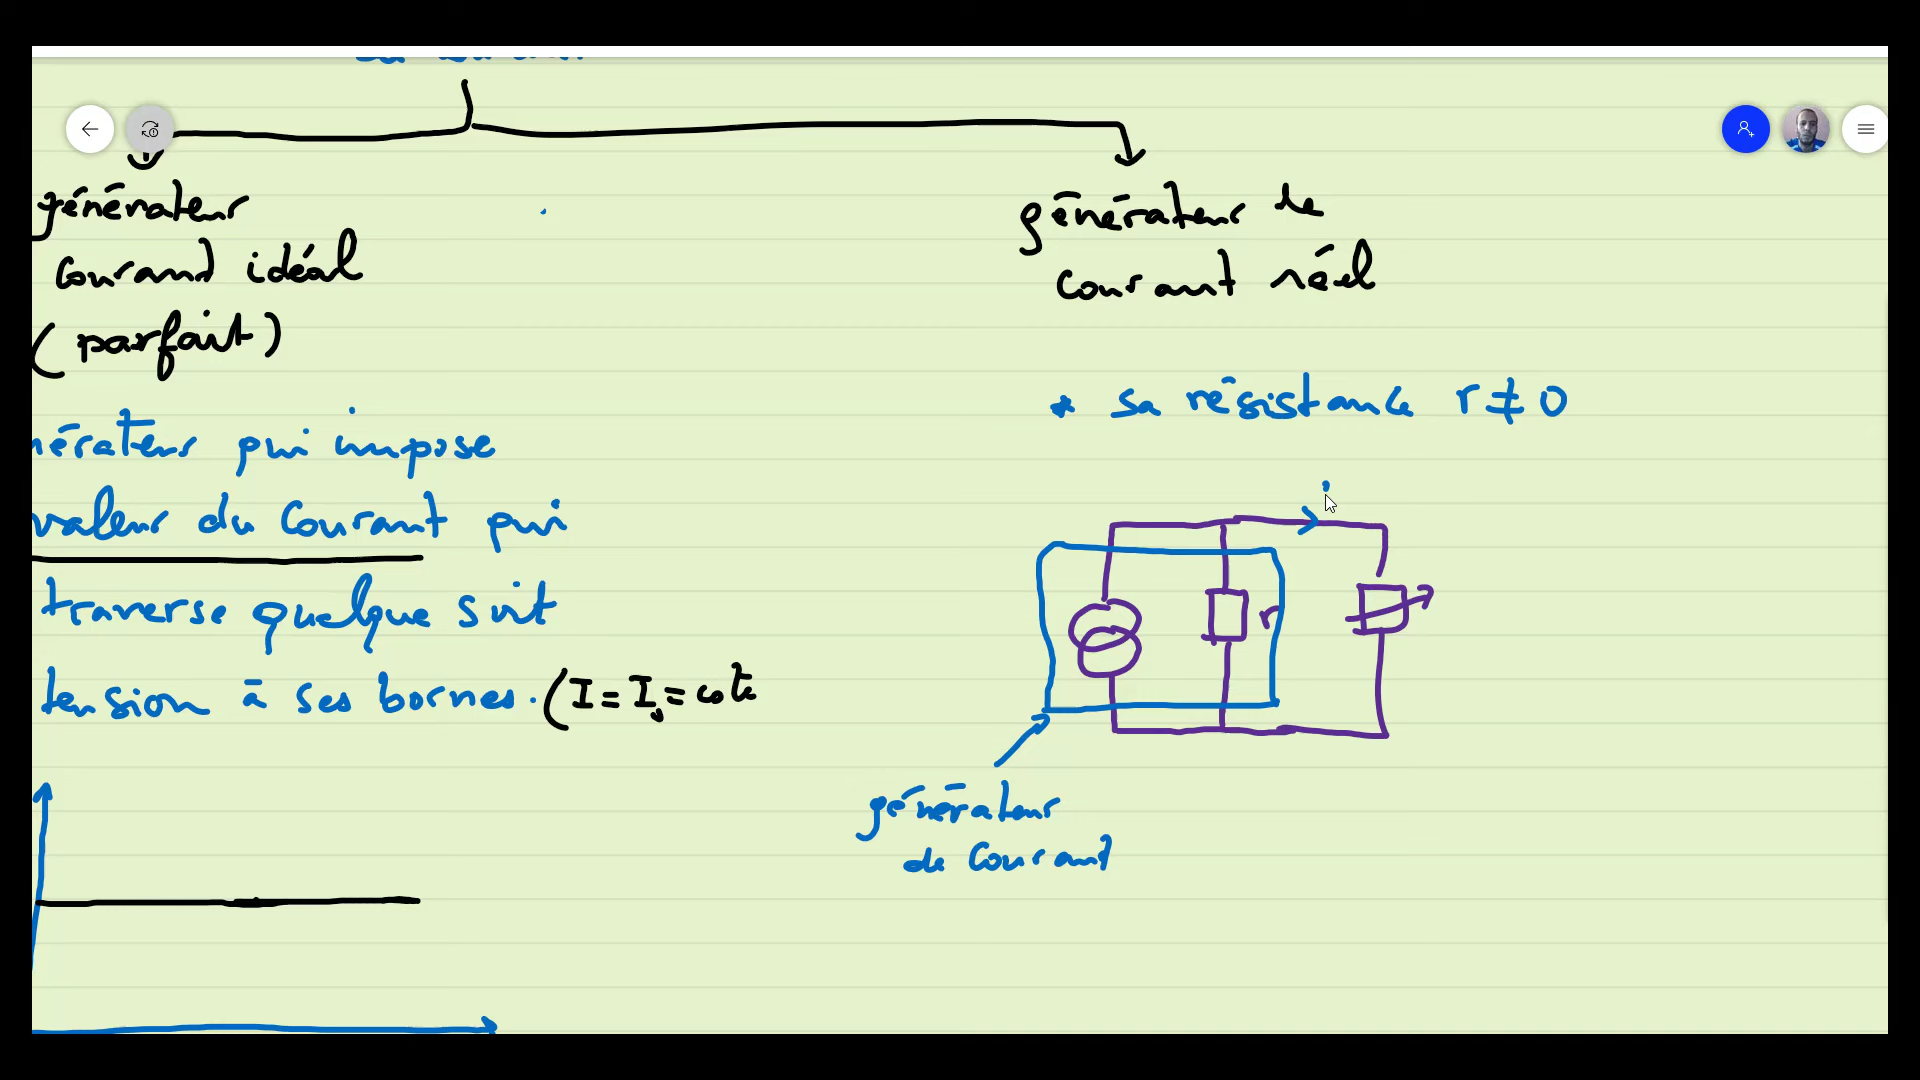 générateur
courant idéal
(parfait)
nérateur qui impose
valeur du courant qui
traverse quelque soit
tension à ses bornes. (I = I₀ = cote
générateur de
courant réel
* sa résistance r ≠ 0
i
r
générateur
de courant